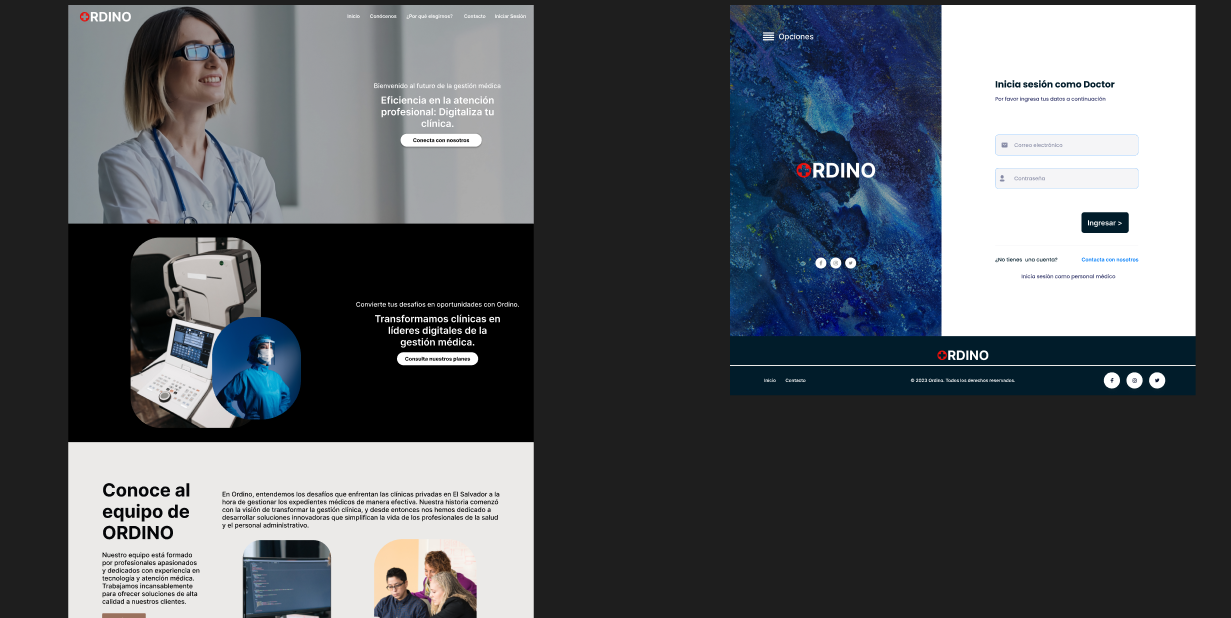 ORDINO
Inicio Conócenos ¿Por qué elegirnos? Contacto Iniciar Sesión
Bienvenido al futuro de la gestión médica
Eficiencia en la atención
profesional: Digitaliza tu
clínica.
Conecta con nosotros
Convierte tus desafíos en oportunidades con Ordino.
Transformamos clínicas en
líderes digitales de la
gestión médica.
Consulta nuestros planes
Conoce al
equipo de
ORDINO
Nuestro equipo está formado
por profesionales apasionados
y dedicados con experiencia en
tecnología y atención médica.
Trabajamos incansablemente
para ofrecer soluciones de alta
calidad a nuestros clientes.
En Ordino, entendemos los desafíos que enfrentan las clínicas privadas en El Salvador a la
hora de gestionar los expedientes médicos de manera efectiva. Nuestra historia comenzó
con la visión de transformar la gestión clínica, y desde entonces nos hemos dedicado a
desarrollar soluciones innovadoras que simplifican la vida de los profesionales de la salud
y el personal administrativo.
Opciones
ORDINO
Inicia sesión como Doctor
Por favor ingresa tus datos a continuación
Correo electrónico
Contraseña
Ingresar >
¿No tienes una cuenta? Contacta con nosotros
Inicia sesión como personal médico
ORDINO
Inicio Contacto © 2023 Ordino. Todos los derechos reservados.